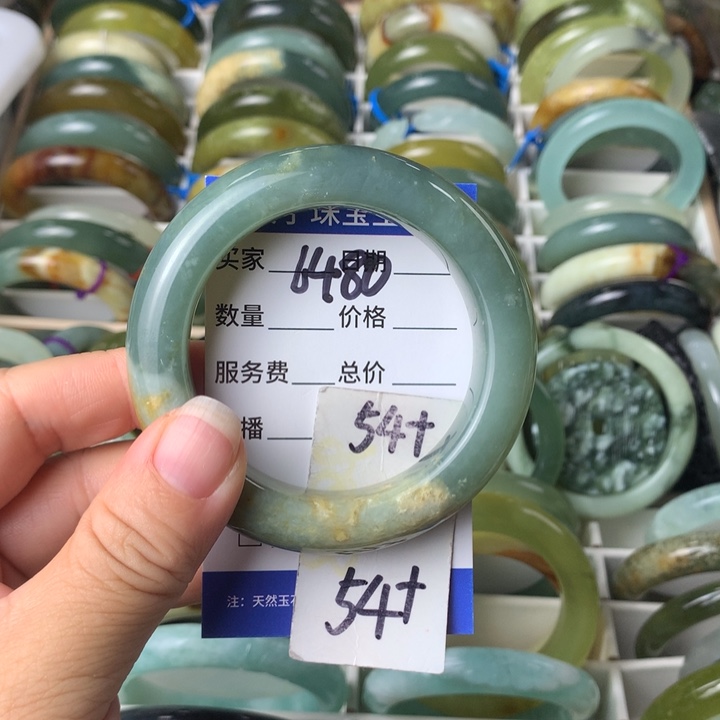 珠宝
买家 日期
6480
数量 价格
服务费 总价
播
54+
54+
注：天然玉